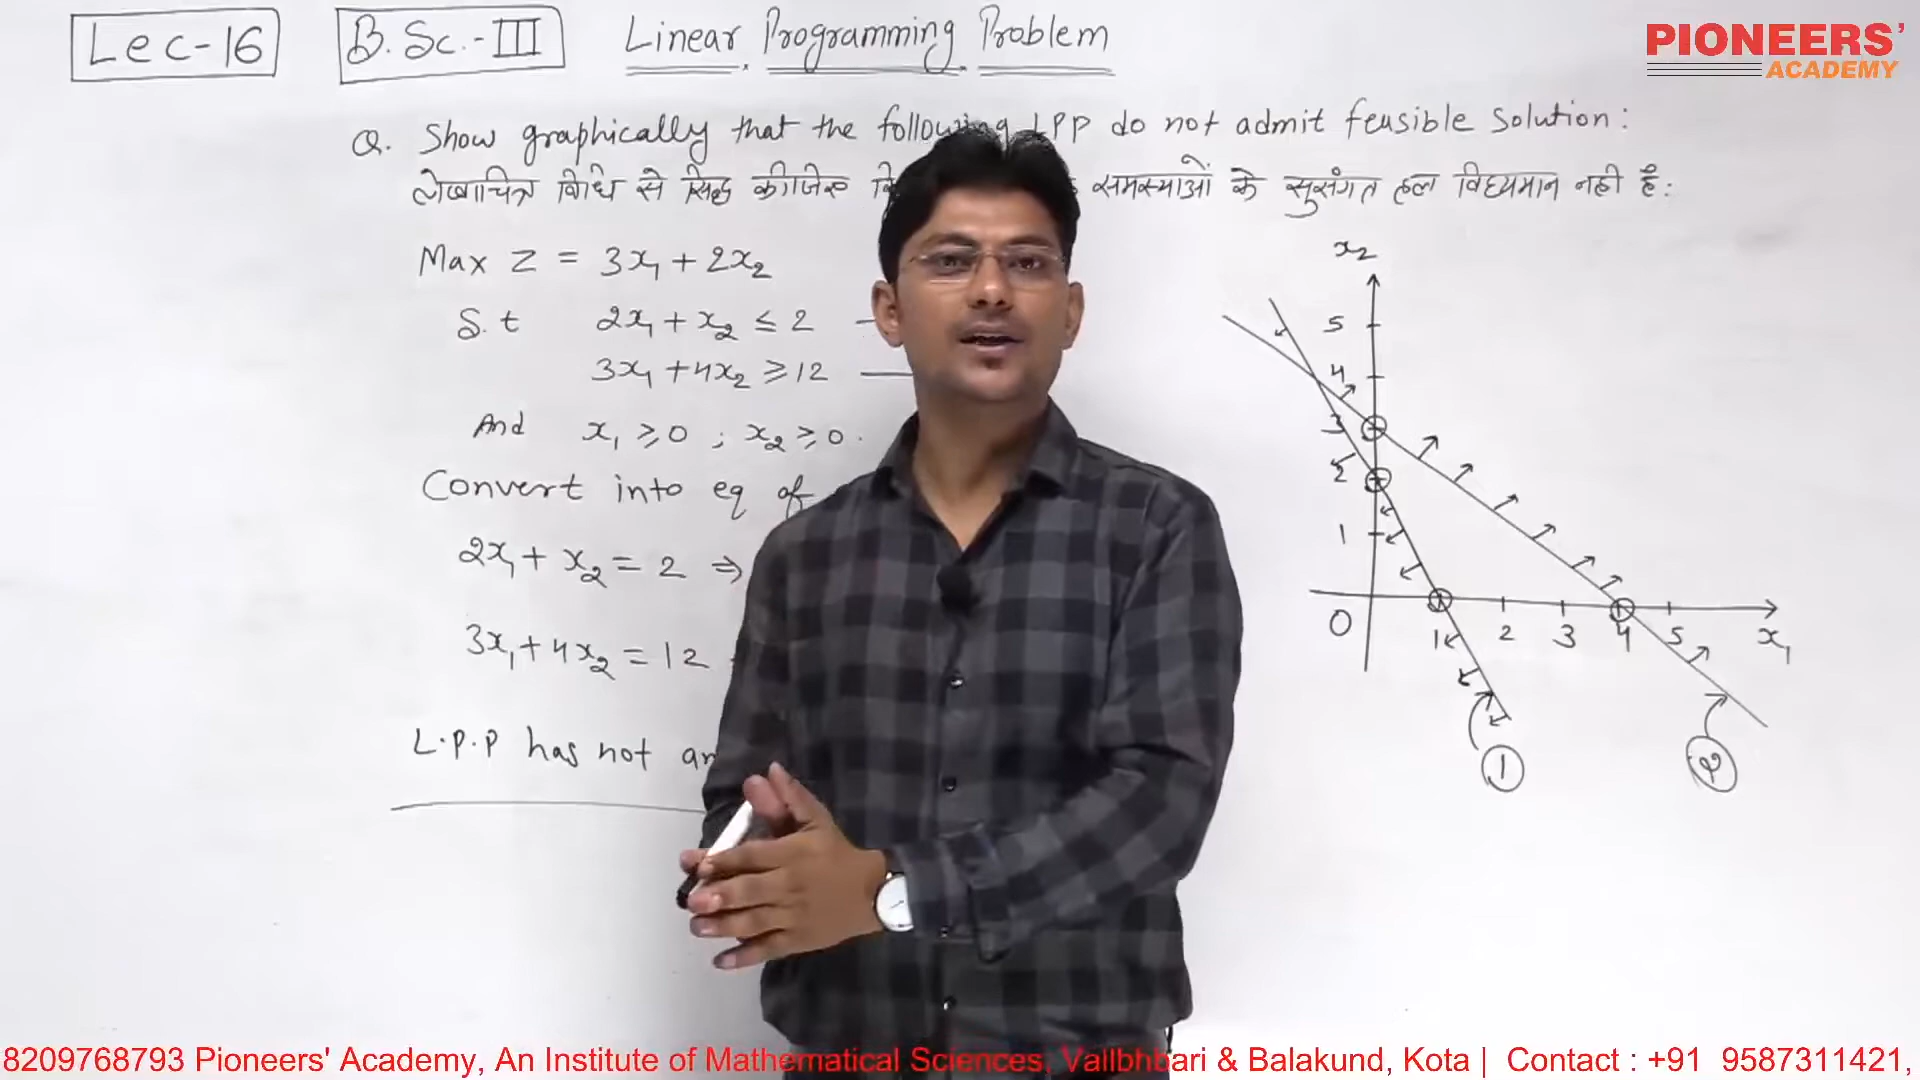 Lec-16
B.Sc.-III
Linear Programming Problem
PIONEERS'
ACADEMY
Q. Show graphically that the following LPP do not admit feasible solution:
लेखाचित्र विधि से सिद्ध कीजिए समस्याओं के सुसंगत हल विद्यमान नही है:
Max Z = 3x₁ + 2x₂
S.t 2x₁ + x₂ ≤ 2
3x₁ + 4x₂ ≥ 12
And x₁ ≥ 0 ; x₂ ≥ 0.
Convert into eq of
2x₁ + x₂ = 2 ⇒
3x₁ + 4x₂ = 12
L.P.P has not an
x₂
5
4
3
2
1
0 1 2 3 4 5 x₁
1 2
8209768793 Pioneers' Academy, An Institute of Mathematical Sciences, Vallbhbari & Balakund, Kota | Contact : +91 9587311421,